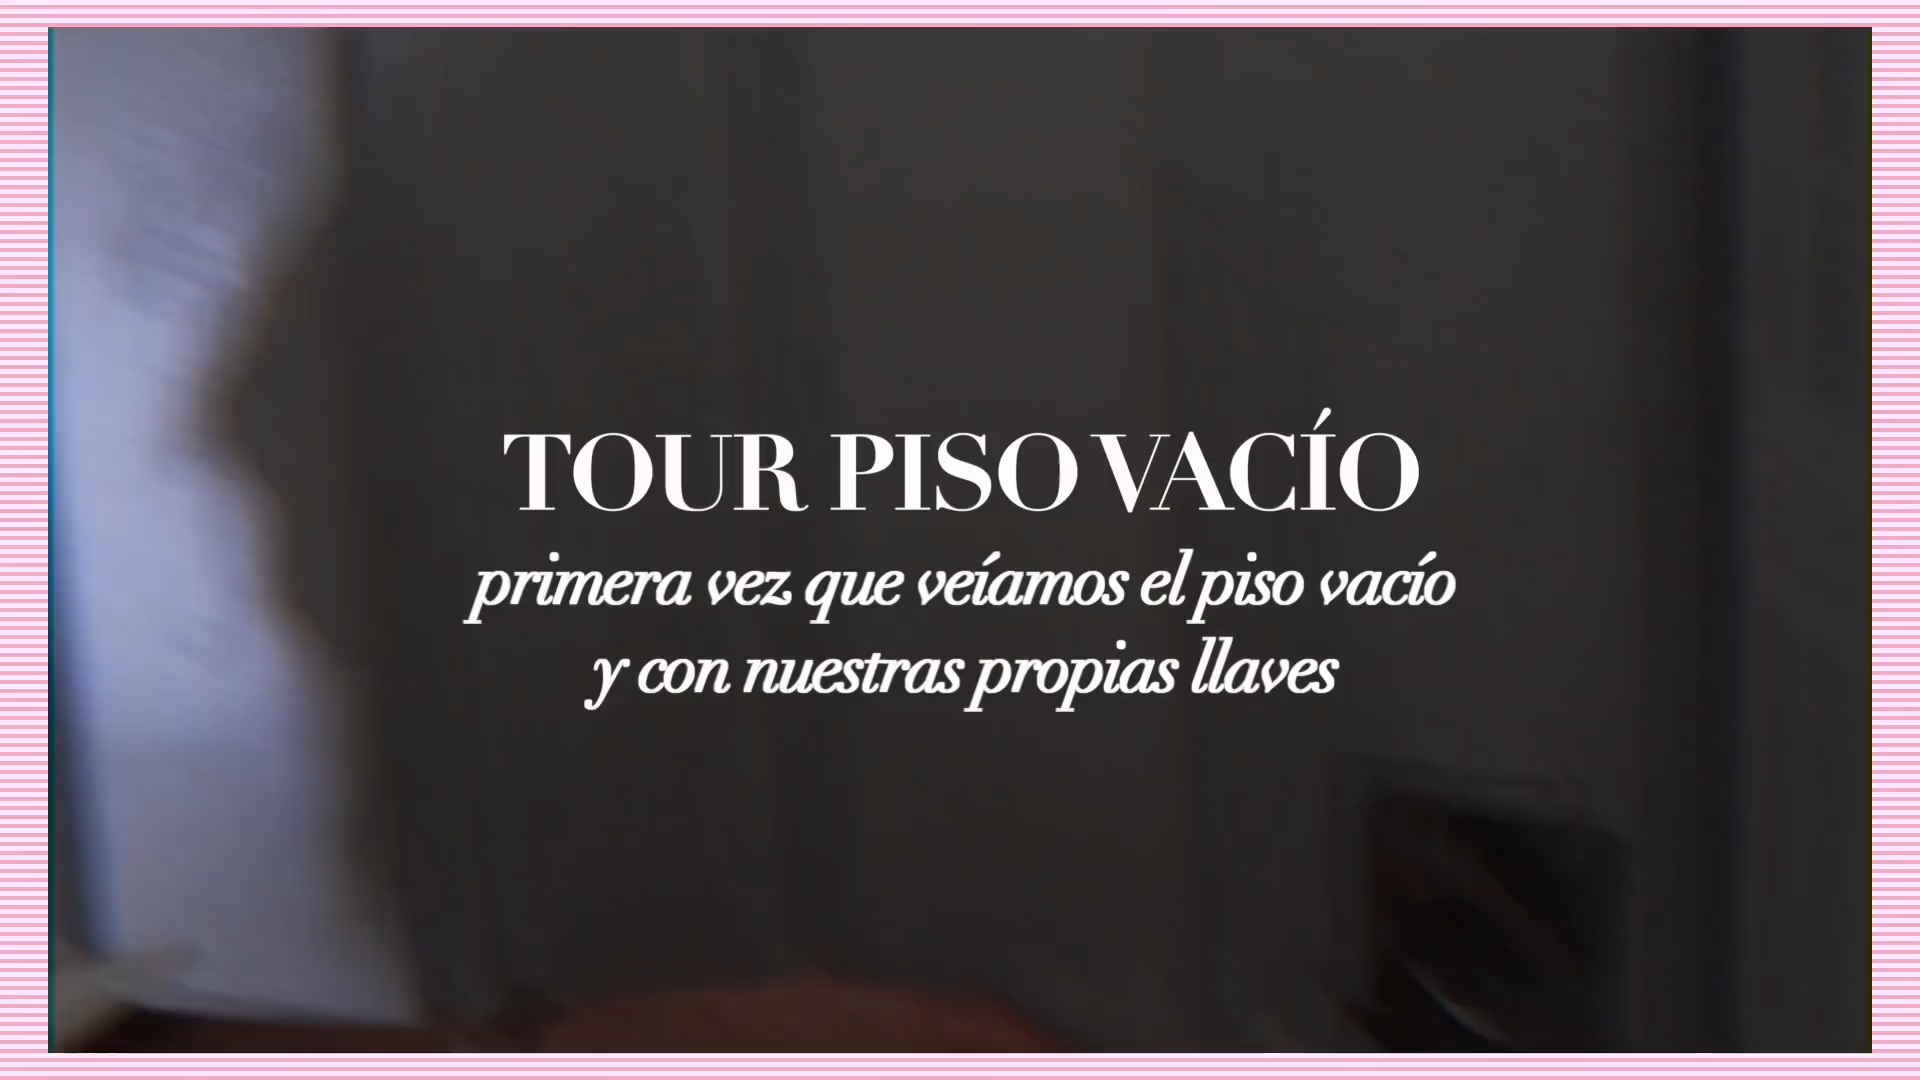 TOUR PISO VACÍO
primera vez que veíamos el piso vacío
y con nuestras propias llaves